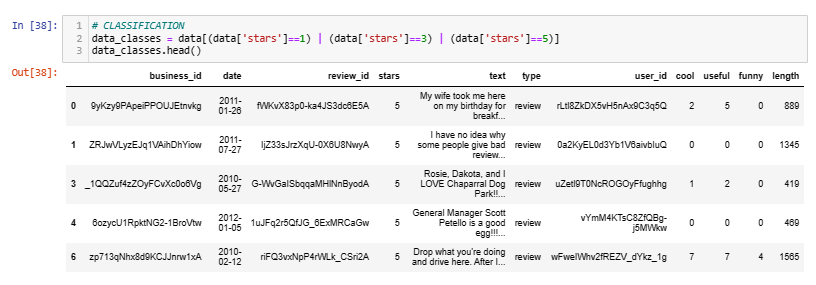 In [38]:
1 # CLASSIFICATION
2 data_classes = data[(data['stars']==1) | (data['stars']==3) | (data['stars']==5)]
3 data_classes.head()
Out[38]:
business_id date review_id stars text type user_id cool useful funny length
0 9yKzy9PApeiPPOUJEtnvkg 2011-01-26 fWKvX83p0-ka4JS3dc6E5A 5 My wife took me here on my birthday for breakf... review rLtl8ZkDX5vH5nAx9C3q5Q 2 5 0 889
1 ZRJwVLyzEJq1VAihDhYiow 2011-07-27 IjZ33sJrzXqU-0X6U8NwyA 5 I have no idea why some people give bad review... review 0a2KyEL0d3Yb1V6aivbIuQ 0 0 0 1345
3 _1QQZuf4zZOyFCvXc0o6Vg 2010-05-27 G-WvGaISbqqaMHlNnByodA 5 Rosie, Dakota, and I LOVE Chaparral Dog Park!!... review uZetl9T0NcROGOyFfughhg 1 2 0 419
4 6ozycU1RpktNG2-1BroVtw 2012-01-05 1uJFq2r5QfJG_6ExMRCaGw 5 General Manager Scott Petello is a good egg!!!... review vYmM4KTsC8ZfQBg-j5MWkw 0 0 0 469
6 zp713qNhx8d9KCJJnrw1xA 2010-02-12 riFQ3vxNpP4rWLk_CSri2A 5 Drop what you're doing and drive here. After I... review wFweIWhv2fREZV_dYkz_1g 7 7 4 1565